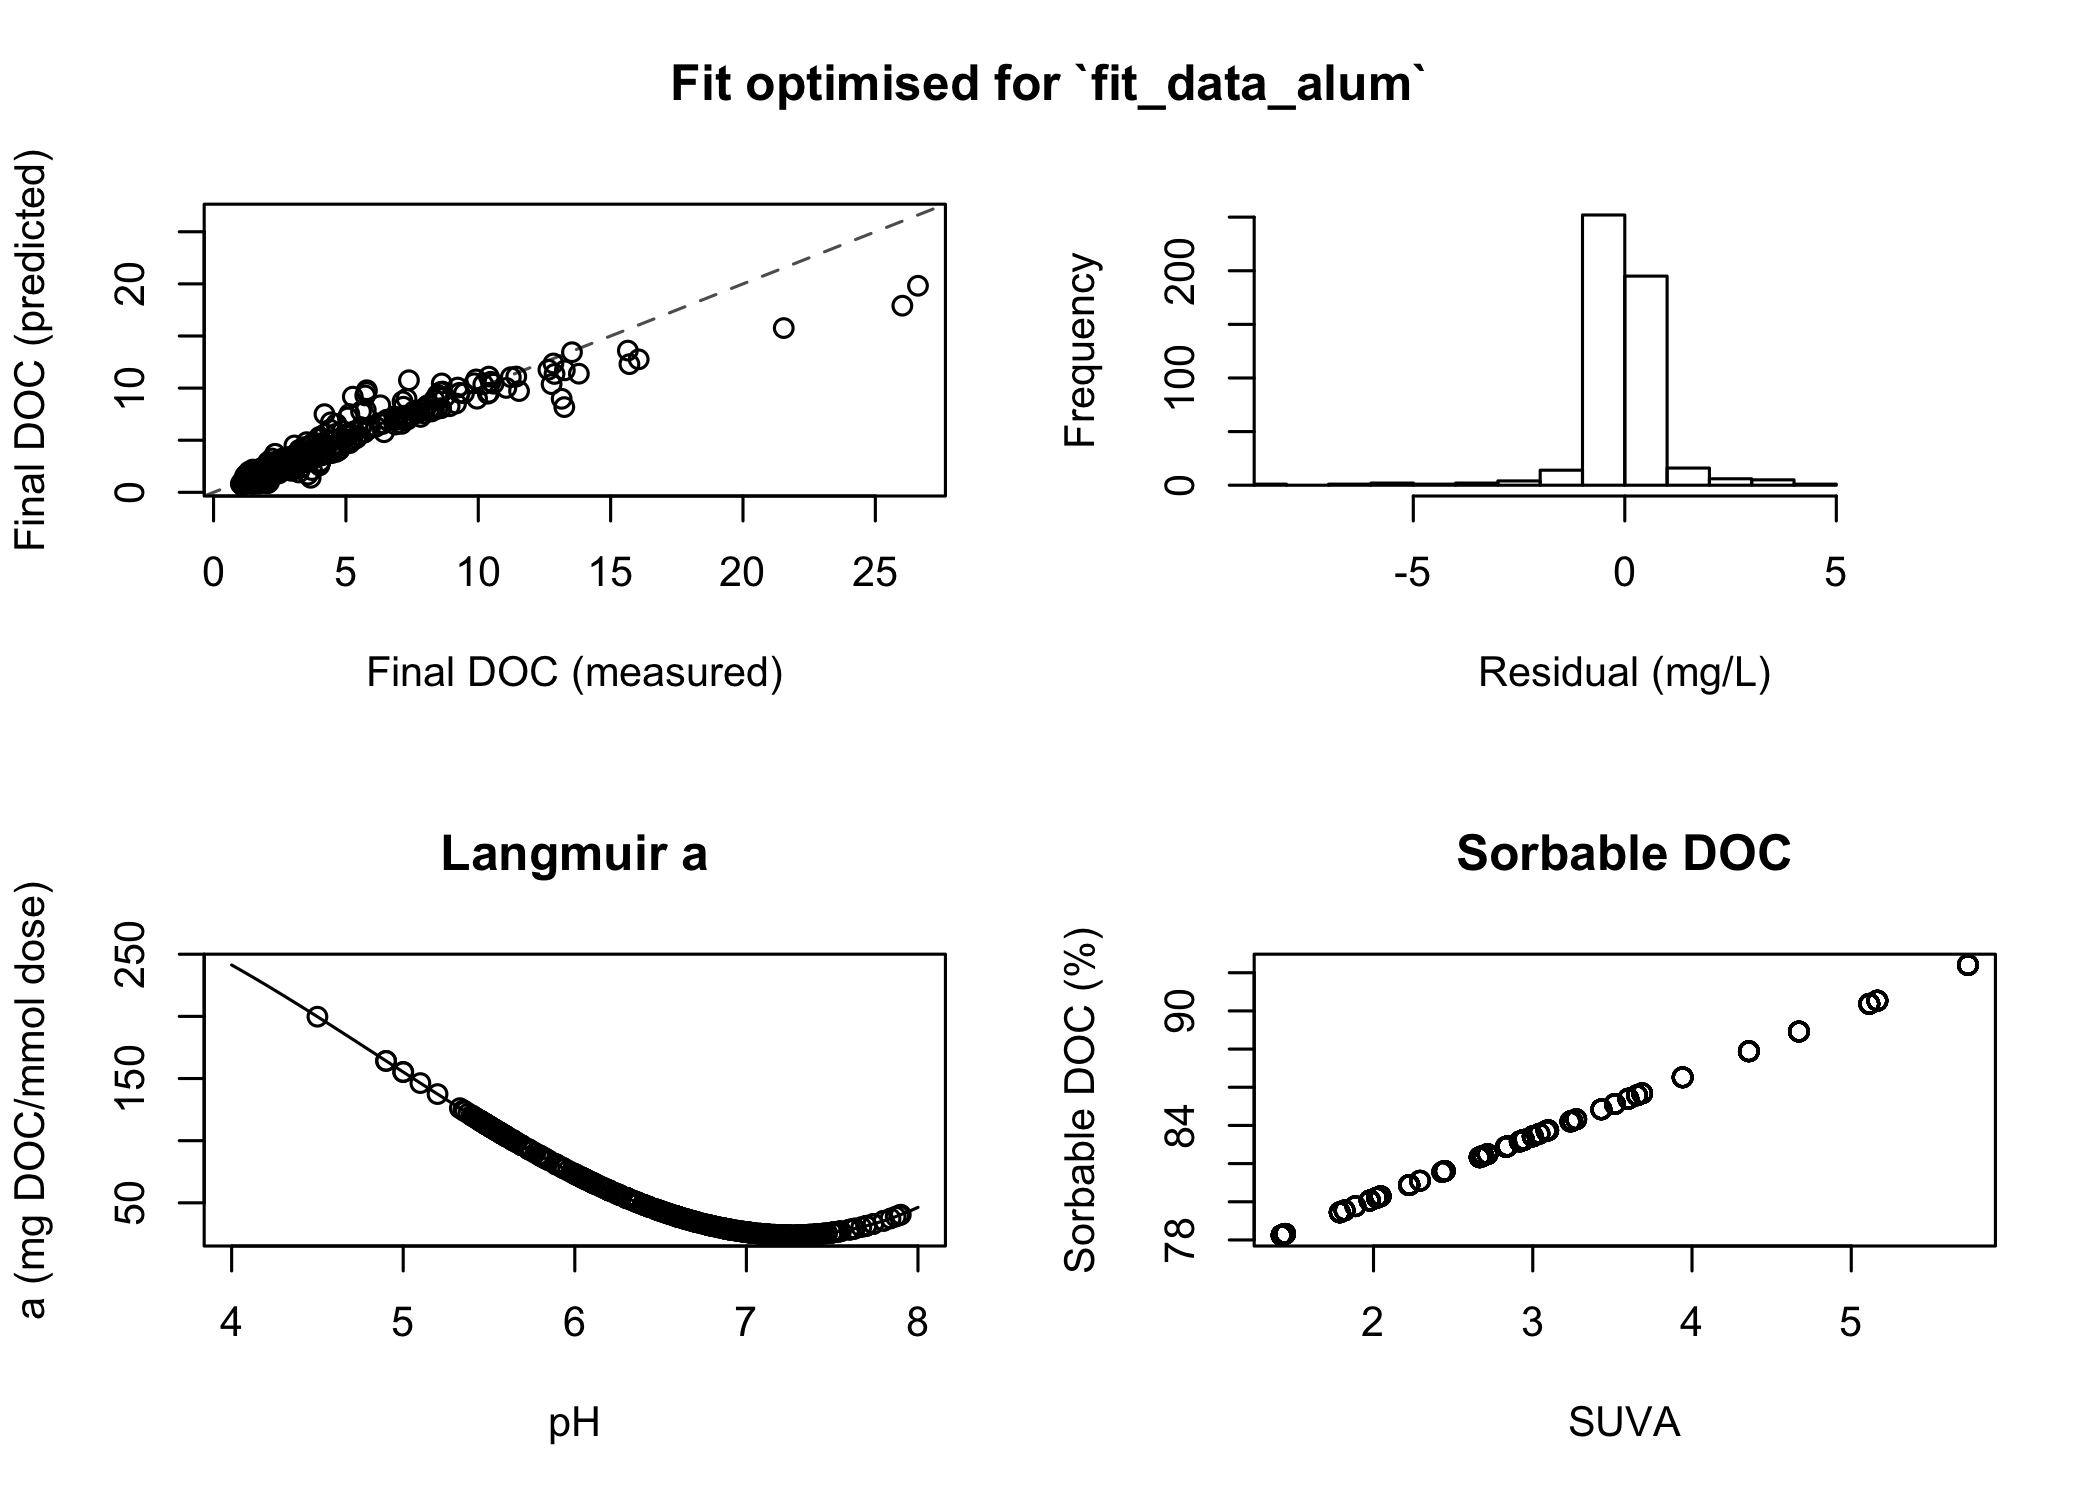 Fit optimised for `fit_data_alum`
Final DOC (predicted)
0 10 20
0 5 10 15 20 25
Final DOC (measured)
Frequency
0 100 200
-5 0 5
Residual (mg/L)
Langmuir a
a (mg DOC/mmol dose)
50 150 250
4 5 6 7 8
pH
Sorbable DOC
Sorbable DOC (%)
78 84 90
2 3 4 5
SUVA